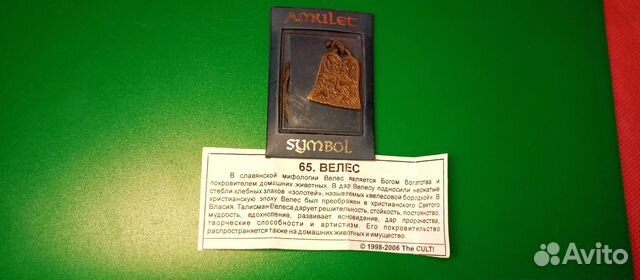 AMULET
SYMBOL
65. ВЕЛЕС
В славянской мифологии Велес является Богом богатства и
покровителем домашних животных. В дар Велесу подносили несжатые
стебли хлебных злаков «золотей», называемых «велесовой бородкой». В
христианскую эпоху Велес был преображен в христианского Святого
Власия. Талисман Велеса дарует решительность, стойкость, постоянство,
мудрость, вдохновение, развивает ясновидение, дар пророчества,
творческие способности и артистизм. Его покровительство
распространяется также на домашних животных и имущество.
© 1998-2006 The CULT!
Avito